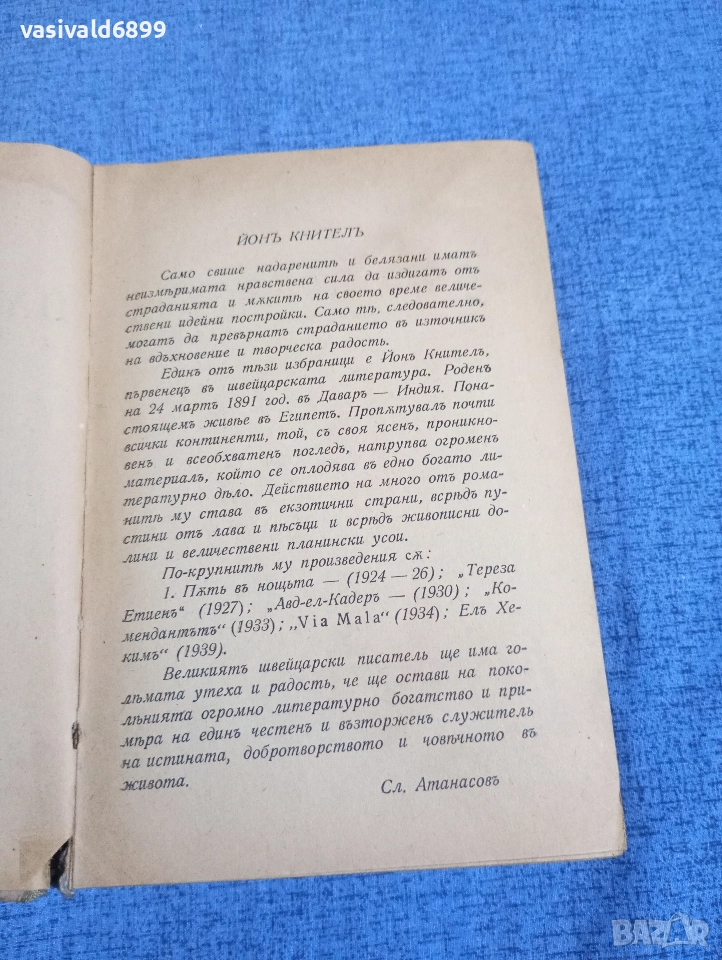 vasivald6899
ЙОНЪ КНИТЕЛЪ
Само свише надаренитѣ и белязани иматъ
неизмѣримата нравствена сила да издигатъ отъ
страданията и мѫкитѣ на своето време величе-
ствени идейни постройки. Само тѣ, следователно,
могатъ да превърнатъ страданието въ източникъ
на вдъхновение и творческа радость.
Единъ отъ тѣзи избраници е Йонъ Книтель,
първенецъ въ швейцарската литература. Роденъ
на 24 мартъ 1891 год. въ Даваръ — Индия. Пона-
стоящемъ живѣе въ Египетъ. Пропѫтувалъ почти
всички континенти, той, съ своя ясенъ, проникно-
венъ и всеобхватенъ погледъ, натрупва огроменъ
материалъ, който се оплодява въ едно богато ли-
тературно дѣло. Действието на много отъ рома-
нитѣ му става въ екзотични страни, всрѣдъ пу-
стини отъ лава и пѣсъци и всрѣдъ живописни до-
лини и величествени планински усои.
По-крупнитѣ му произведения сѫ:
1. Пѫть въ нощьта — (1924 — 26); „Тереза
Етиенъ“ (1927); „Авд-ел-Кадеръ — (1930); „Ко-
мендантътъ“ (1933); „Via Mala“ (1934); Елъ Хе-
кимъ“ (1939).
Великиятъ швейцарски писатель ще има го-
лѣмата утеха и радость, че ще остави на поко-
лѣнията огромно литературно богатство и при-
мѣра на единъ честенъ и възторженъ служитель
на истината, добротворството и човѣчното въ
живота.
Сл. Атанасовъ
BAZAR